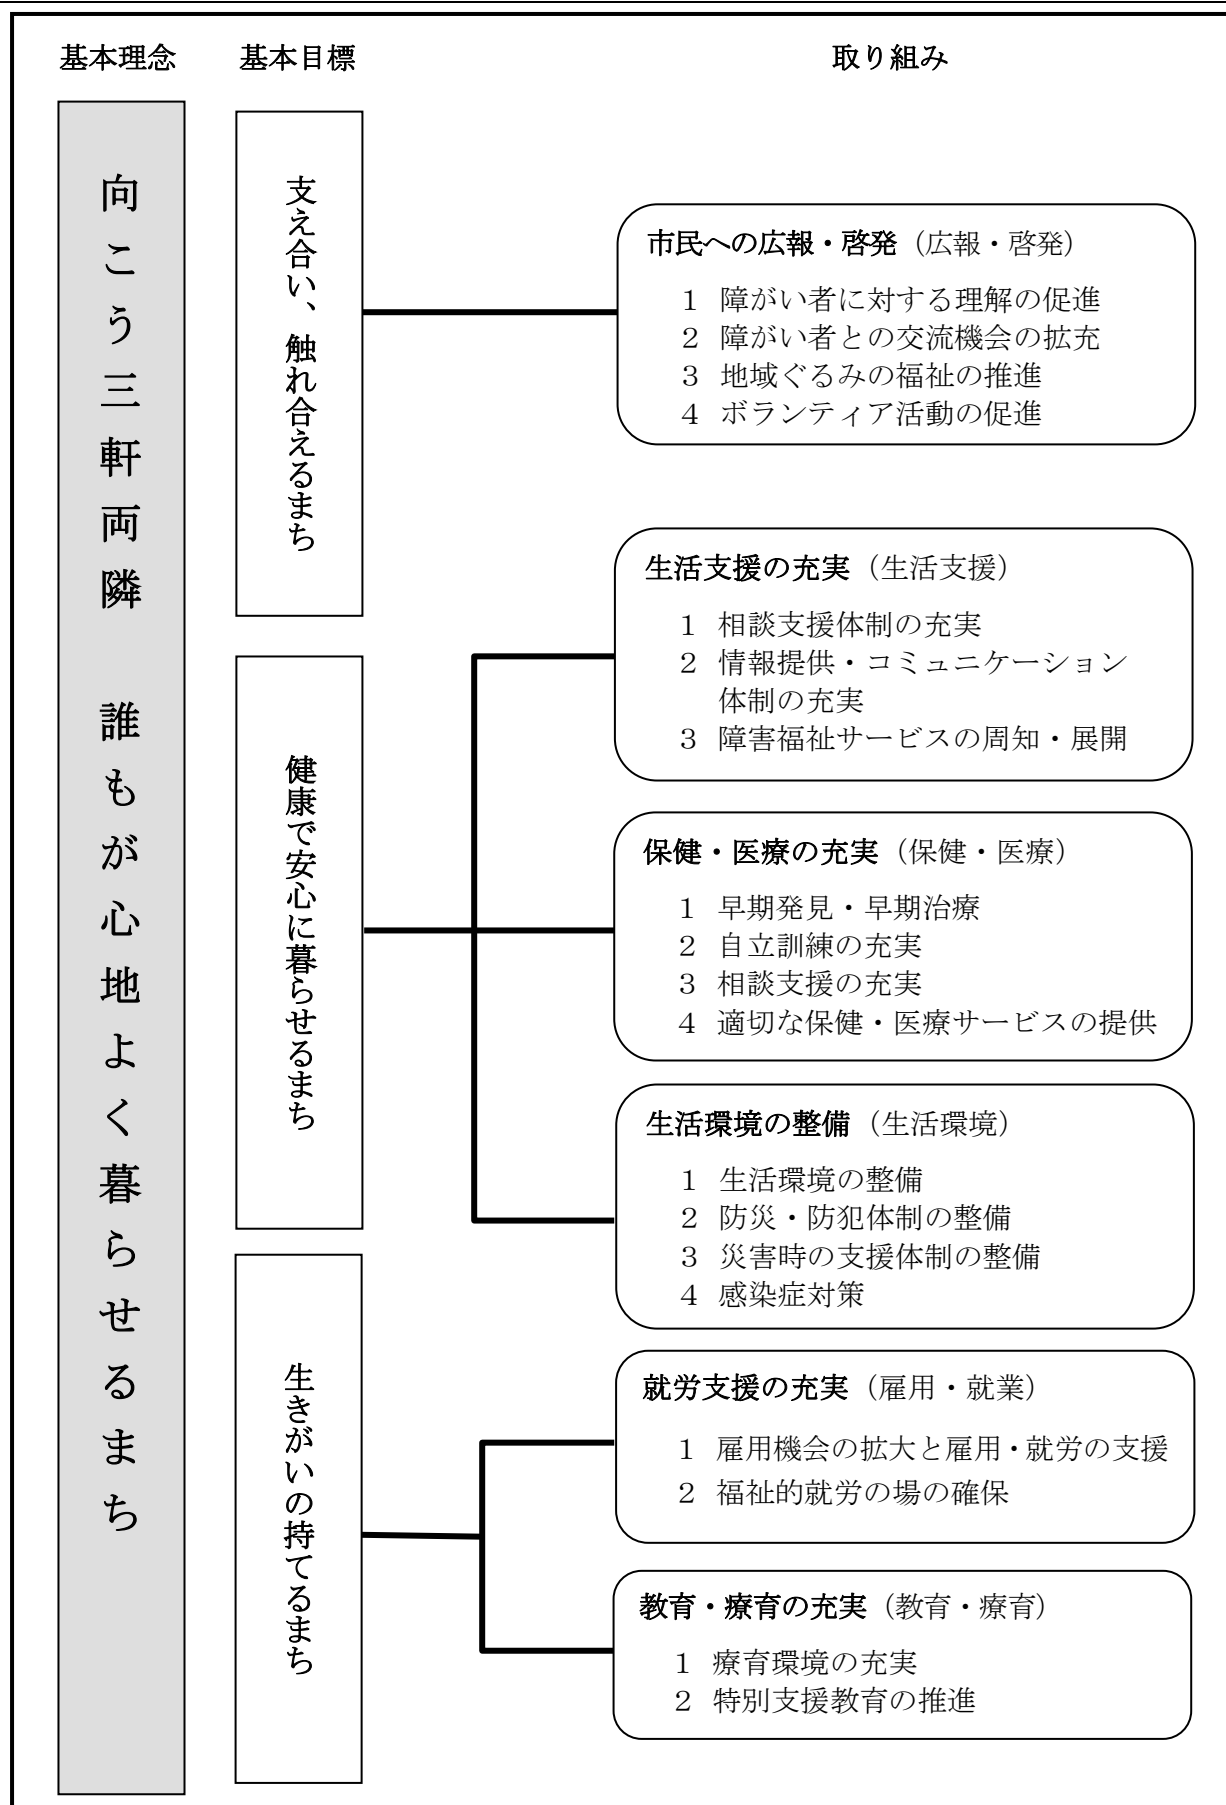 基本理念
基本目標
取り組み
向こう三軒両隣　誰もが心地よく暮らせるまち
支え合い、触れ合えるまち
市民への広報・啓発（広報・啓発）
１　障がい者に対する理解の促進
２　障がい者との交流機会の拡充
３　地域ぐるみの福祉の推進
４　ボランティア活動の促進
健康で安心に暮らせるまち
生活支援の充実（生活支援）
１　相談支援体制の充実
２　情報提供・コミュニケーション
体制の充実
３　障害福祉サービスの周知・展開
保健・医療の充実（保健・医療）
１　早期発見・早期治療
２　自立訓練の充実
３　相談支援の充実
４　適切な保健・医療サービスの提供
生活環境の整備（生活環境）
１　生活環境の整備
２　防災・防犯体制の整備
３　災害時の支援体制の整備
４　感染症対策
生きがいの持てるまち
就労支援の充実（雇用・就業）
１　雇用機会の拡大と雇用・就労の支援
２　福祉的就労の場の確保
教育・療育の充実（教育・療育）
１　療育環境の充実
２　特別支援教育の推進